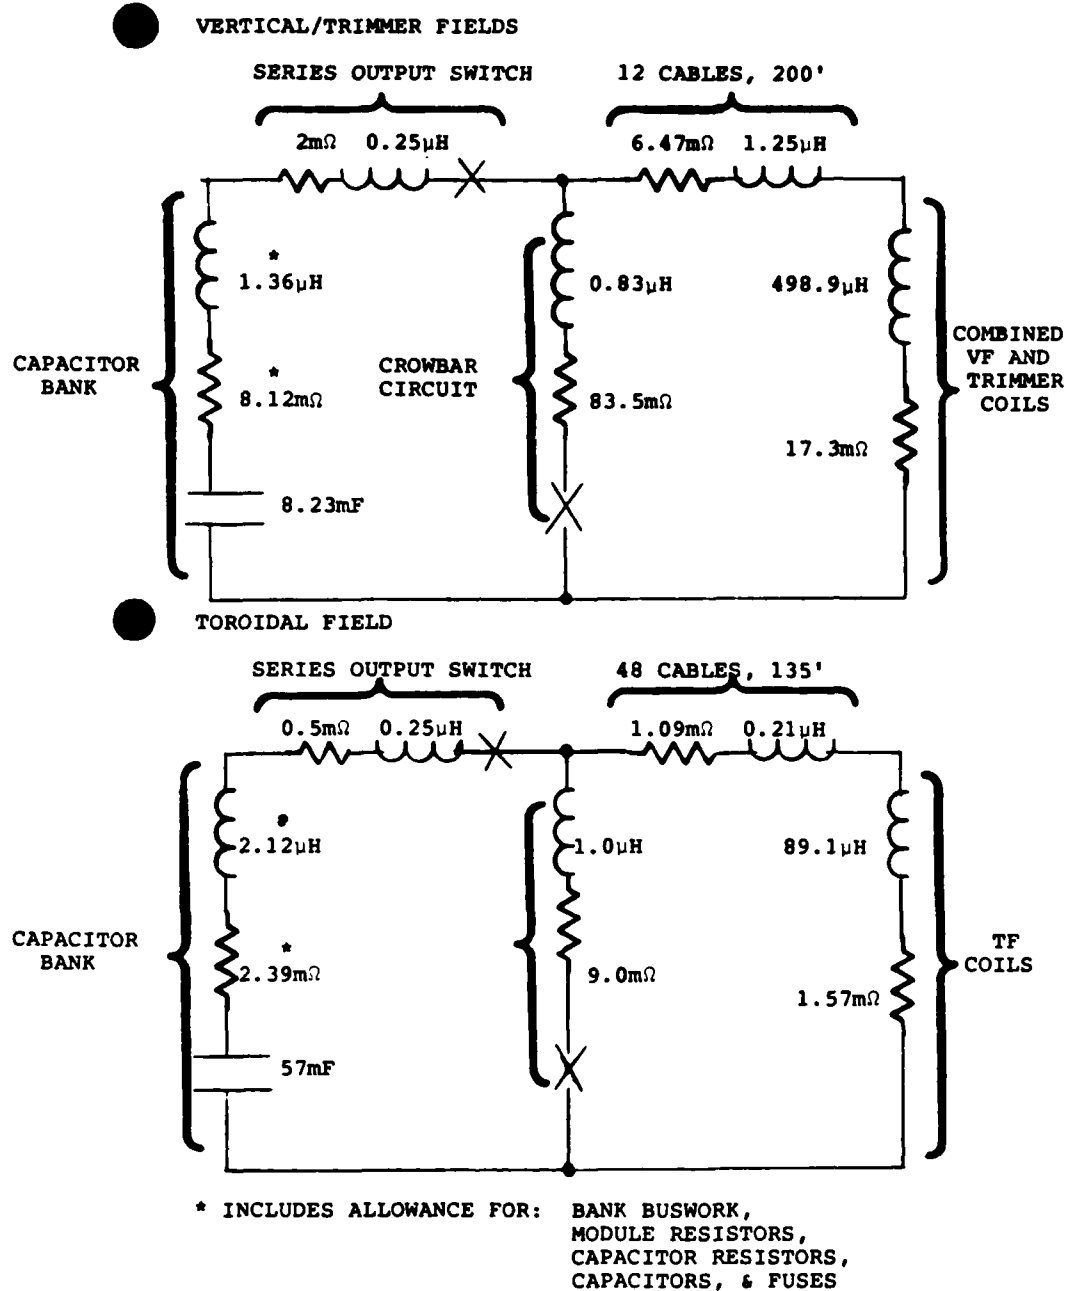 VERTICAL/TRIMMER FIELDS
SERIES OUTPUT SWITCH
12 CABLES, 200'
2mΩ 0.25μH
6.47mΩ 1.25μH
*
1.36μH
0.83μH
498.9μH
CAPACITOR
BANK
*
8.12mΩ
CROWBAR
CIRCUIT
83.5mΩ
COMBINED
VF AND
TRIMMER
COILS
17.3mΩ
8.23mF
TOROIDAL FIELD
SERIES OUTPUT SWITCH
48 CABLES, 135'
0.5mΩ 0.25μH
1.09mΩ 0.21μH
2.12μH
1.0μH
89.1μH
CAPACITOR
BANK
*
2.39mΩ
9.0mΩ
TF
COILS
1.57mΩ
57mF
* INCLUDES ALLOWANCE FOR: BANK BUSWORK,
MODULE RESISTORS,
CAPACITOR RESISTORS,
CAPACITORS, & FUSES